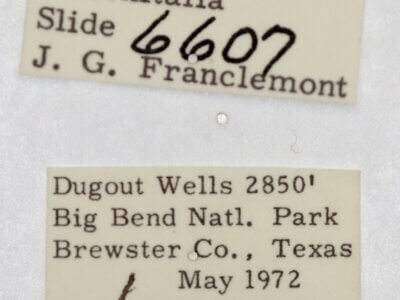 Slide 6607
J. G. Franclemont
Dugout Wells 2850'
Big Bend Natl. Park
Brewster Co., Texas
May 1972